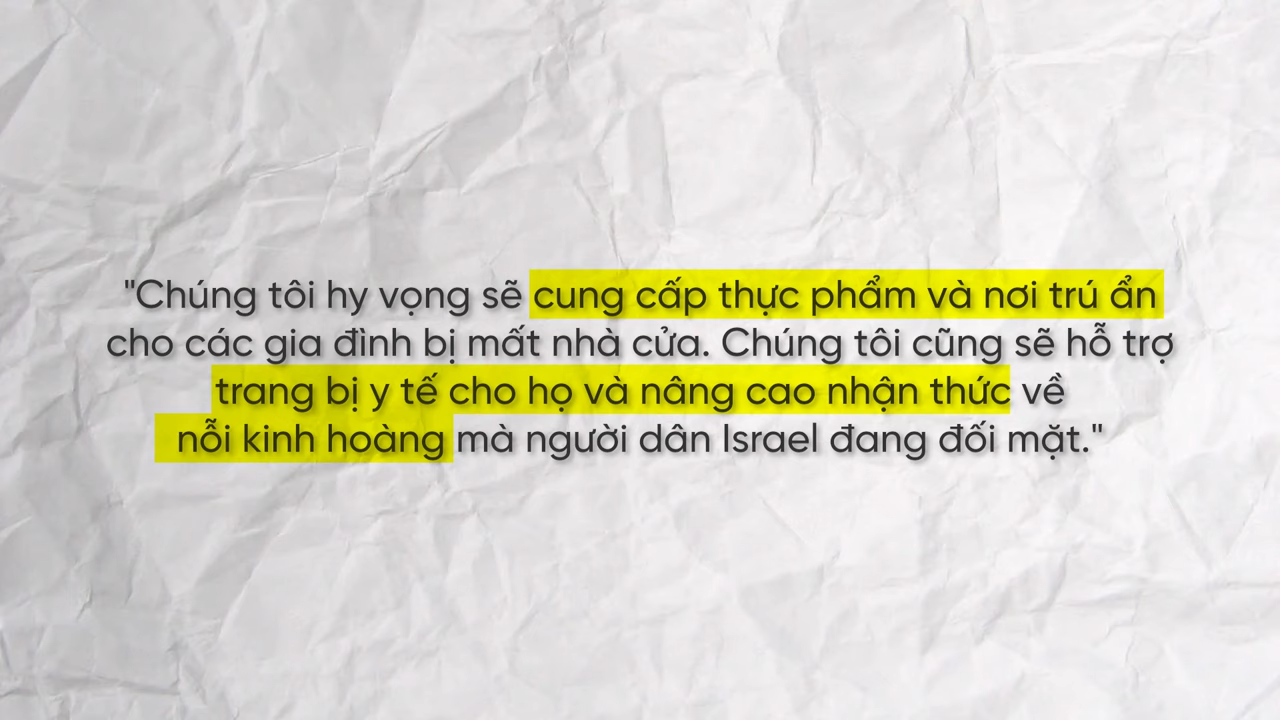 "Chúng tôi hy vọng sẽ cung cấp thực phẩm và nơi trú ẩn
cho các gia đình bị mất nhà cửa. Chúng tôi cũng sẽ hỗ trợ
trang bị y tế cho họ và nâng cao nhận thức về
nỗi kinh hoàng mà người dân Israel đang đối mặt."